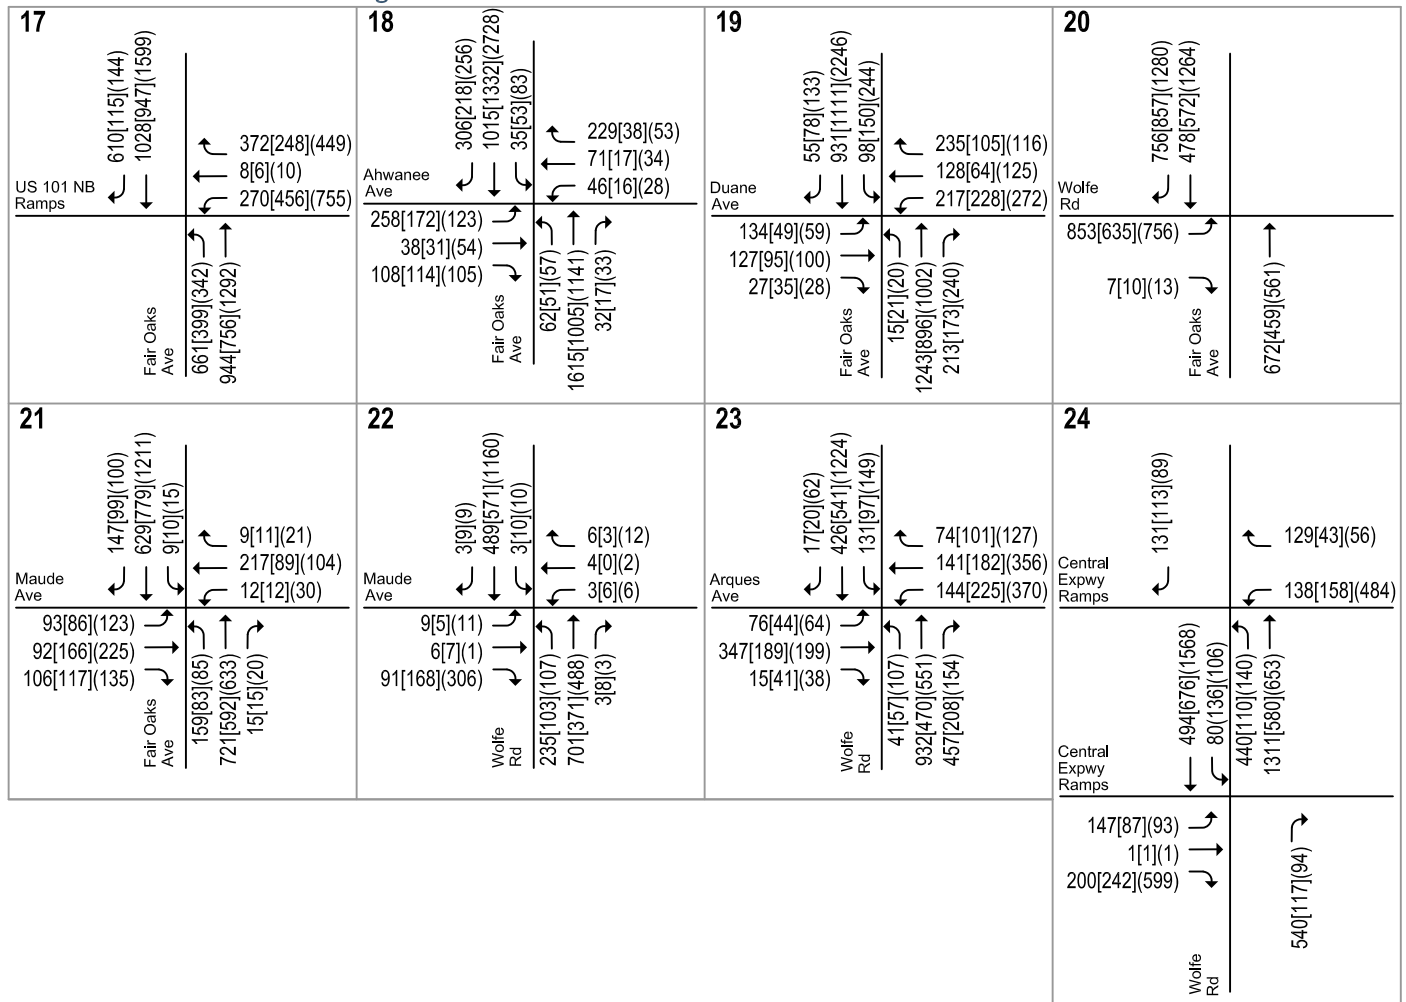 17
610[115](144)
1028[947](1599)
372[248](449)
8[6](10)
270[456](755)
US 101 NB
Ramps
Fair Oaks
Ave
661[399](342)
944[756](1292)
18
306[218](256)
1015[1332](2728)
35[53](83)
229[38](53)
71[17](34)
46[16](28)
Ahwanee
Ave
258[172](123)
38[31](54)
108[114](105)
Fair Oaks
Ave
62[51](57)
1615[1005](1141)
32[17](33)
19
55[78](133)
931[1111](2246)
98[150](244)
235[105](116)
128[64](125)
217[228](272)
Duane
Ave
134[49](59)
127[95](100)
27[35](28)
Fair Oaks
Ave
15[21](20)
1243[896](1002)
213[173](240)
20
756[857](1280)
478[572](1264)
Wolfe
Rd
853[635](756)
7[10](13)
Fair Oaks
Ave
672[459](561)
21
147[99](100)
629[779](1211)
9[10](15)
9[11](21)
217[89](104)
12[12](30)
Maude
Ave
93[86](123)
92[166](225)
106[117](135)
Fair Oaks
Ave
159[83](85)
721[592](633)
15[15](20)
22
3[9](9)
489[571](1160)
3[10](10)
6[3](12)
4[0](2)
3[6](6)
Maude
Ave
9[5](11)
6[7](1)
91[168](306)
Wolfe
Rd
235[103](107)
701[371](488)
3[8](3)
23
17[20](62)
426[541](1224)
131[97](149)
74[101](127)
141[182](356)
144[225](370)
Arques
Ave
76[44](64)
347[189](199)
15[41](38)
Wolfe
Rd
41[57](107)
932[470](551)
457[208](154)
24
131[113](89)
129[43](56)
138[158](484)
Central
Expwy
Ramps
494[676](1568)
80(136](106)
440[110](140)
1311[580](653)
Central
Expwy
Ramps
147[87](93)
1[1](1)
200[242](599)
Wolfe
Rd
540[117](94)